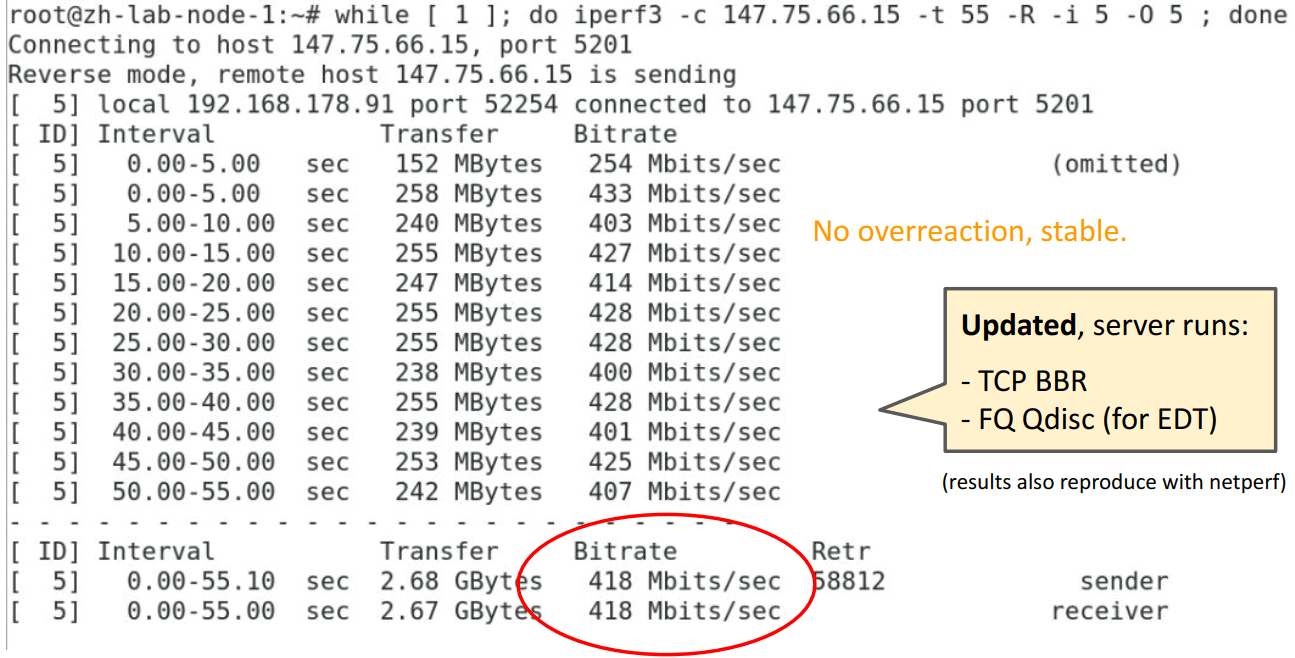 root@zh-lab-node-1:~# while [ 1 ]; do iperf3 -c 147.75.66.15 -t 55 -R -i 5 -O 5 ; done
Connecting to host 147.75.66.15, port 5201
Reverse mode, remote host 147.75.66.15 is sending
[  5] local 192.168.178.91 port 52254 connected to 147.75.66.15 port 5201
[ ID] Interval           Transfer     Bitrate
[  5]   0.00-5.00   sec   152 MBytes   254 Mbits/sec                  (omitted)
[  5]   0.00-5.00   sec   258 MBytes   433 Mbits/sec
[  5]   5.00-10.00  sec   240 MBytes   403 Mbits/sec
[  5]  10.00-15.00  sec   255 MBytes   427 Mbits/sec
[  5]  15.00-20.00  sec   247 MBytes   414 Mbits/sec
[  5]  20.00-25.00  sec   255 MBytes   428 Mbits/sec
[  5]  25.00-30.00  sec   255 MBytes   428 Mbits/sec
[  5]  30.00-35.00  sec   238 MBytes   400 Mbits/sec
[  5]  35.00-40.00  sec   255 MBytes   428 Mbits/sec
[  5]  40.00-45.00  sec   239 MBytes   401 Mbits/sec
[  5]  45.00-50.00  sec   253 MBytes   425 Mbits/sec
[  5]  50.00-55.00  sec   242 MBytes   407 Mbits/sec
- - - - - - - - - - - - - - - - - - - - - - - - -
[ ID] Interval           Transfer     Bitrate         Retr
[  5]   0.00-55.10  sec  2.68 GBytes   418 Mbits/sec  58812             sender
[  5]   0.00-55.00  sec  2.67 GBytes   418 Mbits/sec                  receiver
No overreaction, stable.
Updated, server runs:
- TCP BBR
- FQ Qdisc (for EDT)
(results also reproduce with netperf)